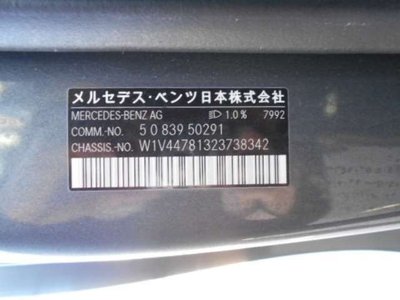 メルセデス・ベンツ日本株式会社
MERCEDES-BENZ AG 1.0% 7992
COMM.-NO. 5 0 839 50291
CHASSIS.-NO. W1V44781323738342